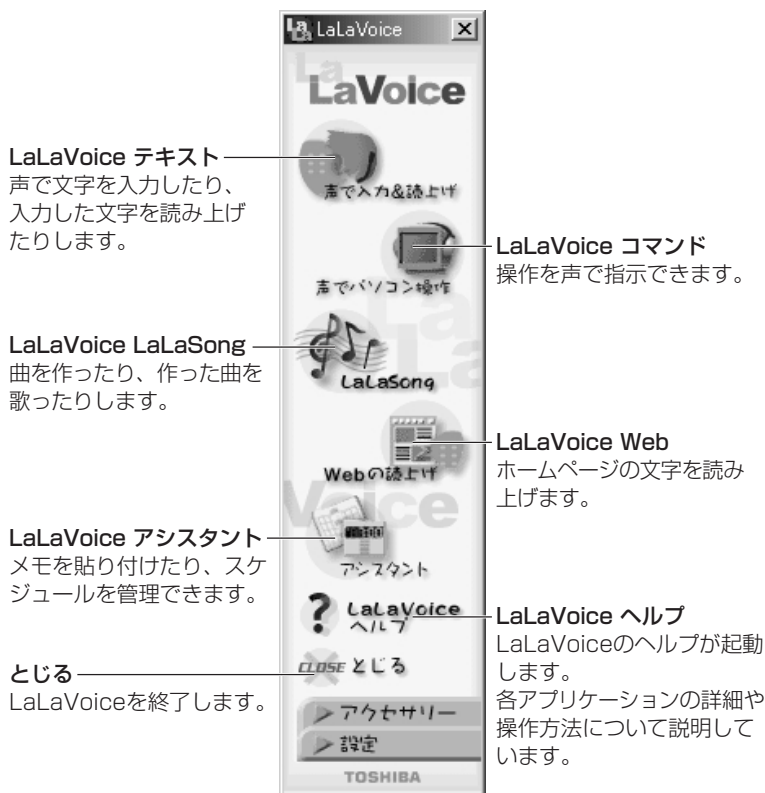 LaLaVoice
La
LaVoice
声で入力&読上げ
声でパソコン操作
LaLaSong
Webの読上げ
アシスタント
LaLaVoice
ヘルプ
CLOSE とじる
アクセサリー
設定
TOSHIBA
LaLaVoice テキスト
声で文字を入力したり、
入力した文字を読み上げ
たりします。
LaLaVoice コマンド
操作を声で指示できます。
LaLaVoice LaLaSong
曲を作ったり、作った曲を
歌ったりします。
LaLaVoice Web
ホームページの文字を読み
上げます。
LaLaVoice アシスタント
メモを貼り付けたり、スケ
ジュールを管理できます。
LaLaVoice ヘルプ
LaLaVoiceのヘルプが起動
します。
各アプリケーションの詳細や
操作方法について説明して
います。
とじる
LaLaVoiceを終了します。